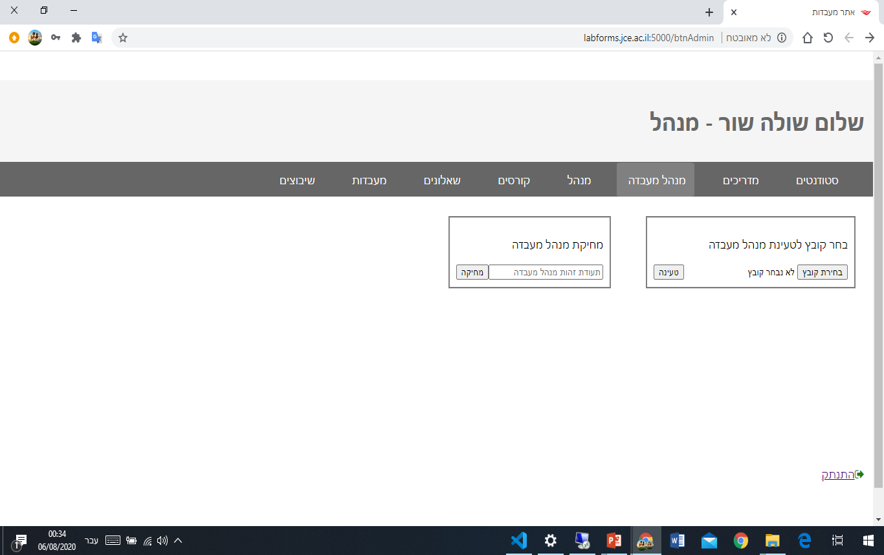 אתר מעבדות
לא מאובטח | labforms.jce.ac.il:5000/btnAdmin
שלום שולה שור - מנהל
סטודנטים מדריכים מנהל מעבדה מנהל קורסים שאלונים מעבדות שיבוצים
בחר קובץ לטעינת מנהל מעבדה
בחירת קובץ לא נבחר קובץ טעינה
מחיקת מנהל מעבדה
תעודת זהות מנהל מעבדה מחיקה
התנתק
עבר
00:34
06/08/2020
1